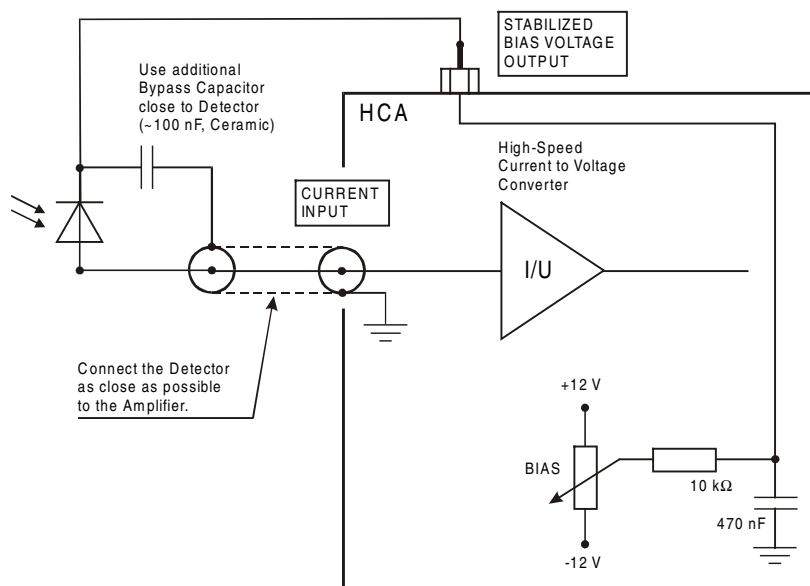 STABILIZED
BIAS VOLTAGE
OUTPUT
Use additional
Bypass Capacitor
close to Detector
(~100 nF, Ceramic)
HCA
High-Speed
Current to Voltage
Converter
CURRENT
INPUT
I/U
Connect the Detector
as close as possible
to the Amplifier.
+12 V
BIAS
10 kΩ
470 nF
-12 V